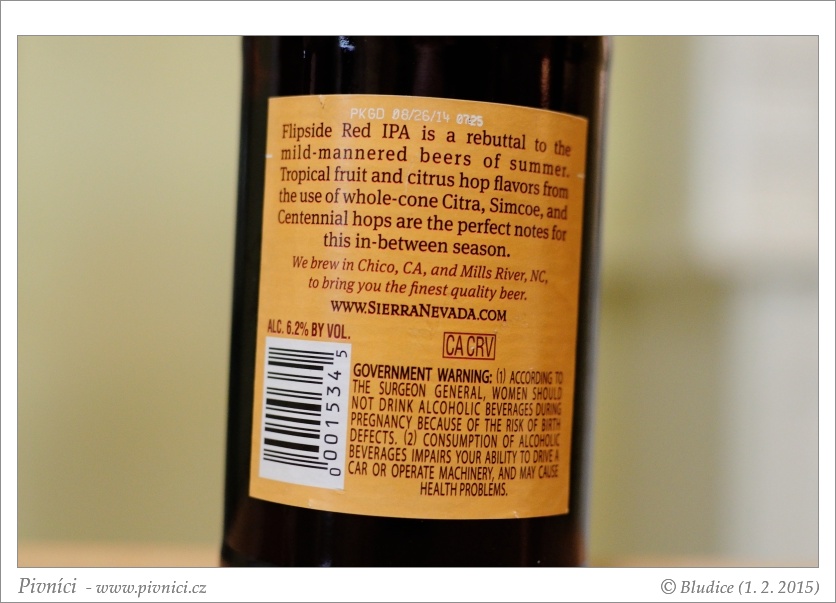 PKGD 08/26/14 07:25
Flipside Red IPA is a rebuttal to the
mild-mannered beers of summer.
Tropical fruit and citrus hop flavors from
the use of whole-cone Citra, Simcoe, and
Centennial hops are the perfect notes for
this in-between season.
We brew in Chico, CA, and Mills River, NC,
to bring you the finest quality beer.
WWW.SIERRANEVADA.COM
ALC. 6.2% BY VOL.
CA CRV
0 001534 5
GOVERNMENT WARNING: (1) ACCORDING TO
THE SURGEON GENERAL, WOMEN SHOULD
NOT DRINK ALCOHOLIC BEVERAGES DURING
PREGNANCY BECAUSE OF THE RISK OF BIRTH
DEFECTS. (2) CONSUMPTION OF ALCOHOLIC
BEVERAGES IMPAIRS YOUR ABILITY TO DRIVE A
CAR OR OPERATE MACHINERY, AND MAY CAUSE
HEALTH PROBLEMS.
Pivníci - www.pivnici.cz
© Bludice (1. 2. 2015)